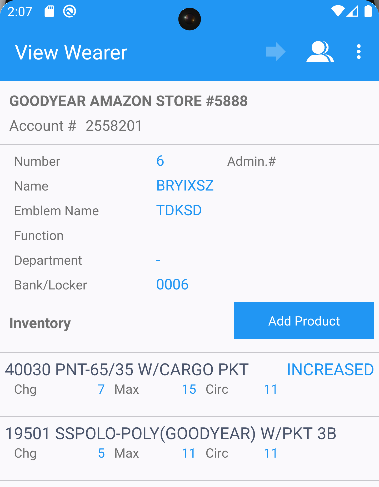 2:07
View Wearer
GOODYEAR AMAZON STORE #5888
Account # 2558201
Number 6 Admin.#
Name BRYIXSZ
Emblem Name TDKSD
Function
Department -
Bank/Locker 0006
Inventory Add Product
40030 PNT-65/35 W/CARGO PKT INCREASED
Chg 7 Max 15 Circ 11
19501 SSPOLO-POLY(GOODYEAR) W/PKT 3B
Chg 5 Max 11 Circ 11